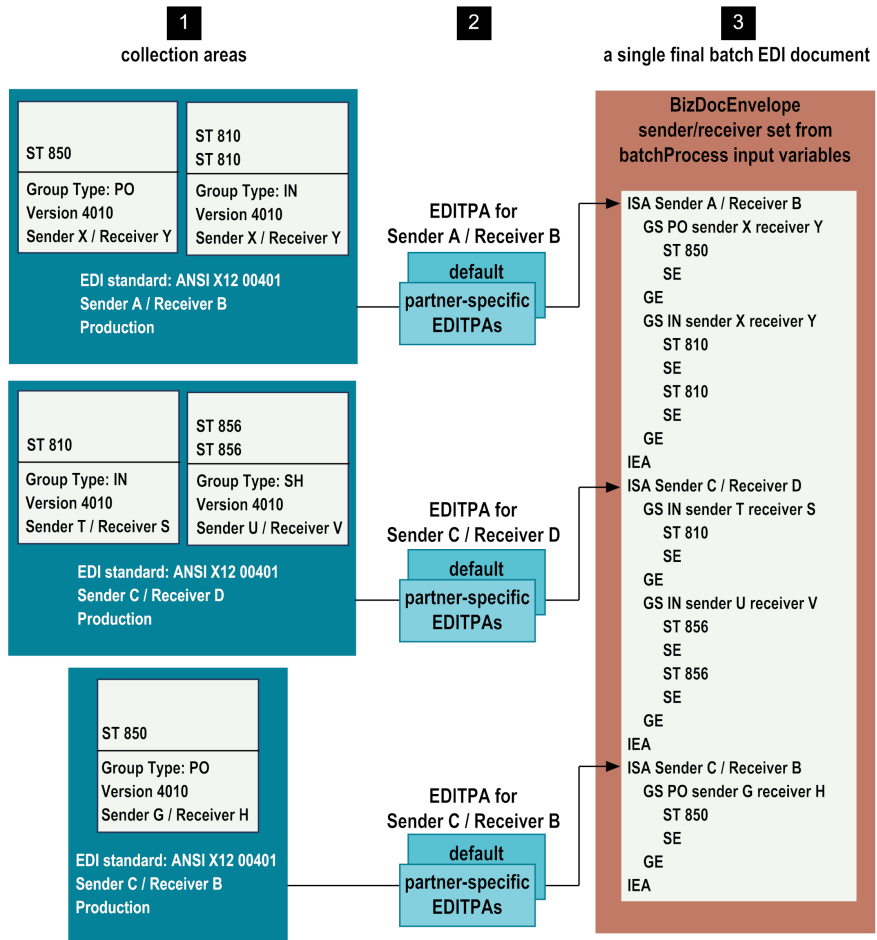 1
collection areas
2
3
a single final batch EDI document
ST 850
Group Type: PO
Version 4010
Sender X / Receiver Y
ST 810
ST 810
Group Type: IN
Version 4010
Sender X / Receiver Y
EDI standard: ANSI X12 00401
Sender A / Receiver B
Production
EDITPA for
Sender A / Receiver B
default
partner-specific
EDITPAs
ST 810
Group Type: IN
Version 4010
Sender T / Receiver S
ST 856
ST 856
Group Type: SH
Version 4010
Sender U / Receiver V
EDI standard: ANSI X12 00401
Sender C / Receiver D
Production
EDITPA for
Sender C / Receiver D
default
partner-specific
EDITPAs
ST 850
Group Type: PO
Version 4010
Sender G / Receiver H
EDI standard: ANSI X12 00401
Sender C / Receiver B
Production
EDITPA for
Sender C / Receiver B
default
partner-specific
EDITPAs
BizDocEnvelope
sender/receiver set from
batchProcess input variables
ISA Sender A / Receiver B
GS PO sender X receiver Y
ST 850
SE
GE
GS IN sender X receiver Y
ST 810
SE
ST 810
SE
GE
IEA
ISA Sender C / Receiver D
GS IN sender T receiver S
ST 810
SE
GE
GS IN sender U receiver V
ST 856
SE
ST 856
SE
GE
IEA
ISA Sender C / Receiver B
GS PO sender G receiver H
ST 850
SE
GE
IEA